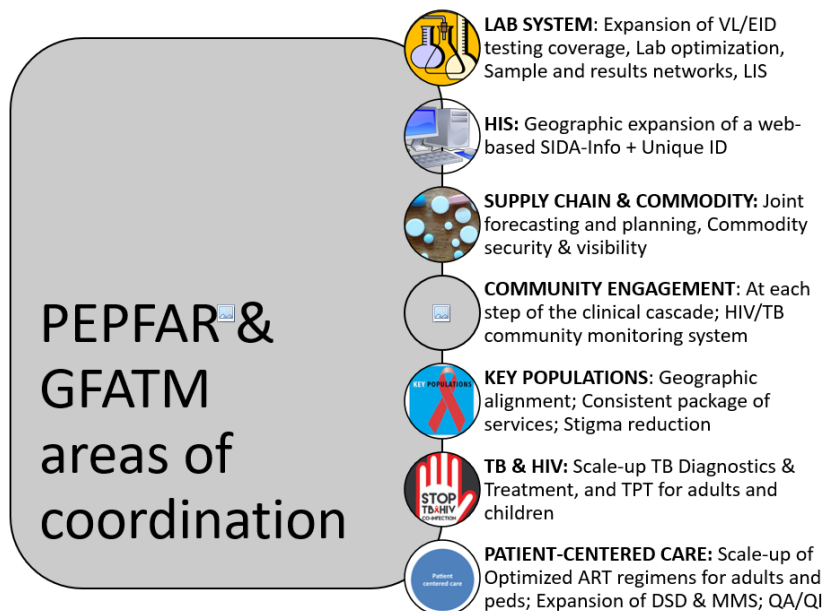 PEPFAR &
GFATM
areas of
coordination
LAB SYSTEM: Expansion of VL/EID
testing coverage, Lab optimization,
Sample and results networks, LIS
HIS: Geographic expansion of a web-
based SIDA-Info + Unique ID
SUPPLY CHAIN & COMMODITY: Joint
forecasting and planning, Commodity
security & visibility
COMMUNITY ENGAGEMENT: At each
step of the clinical cascade; HIV/TB
community monitoring system
KEY POPULATIONS
KEY POPULATIONS: Geographic
alignment; Consistent package of
services; Stigma reduction
STOP
TB HIV
CO-INFECTION
TB & HIV: Scale-up TB Diagnostics &
Treatment, and TPT for adults and
children
Patient
centered care
PATIENT-CENTERED CARE: Scale-up of
Optimized ART regimens for adults and
peds; Expansion of DSD & MMS; QA/QI